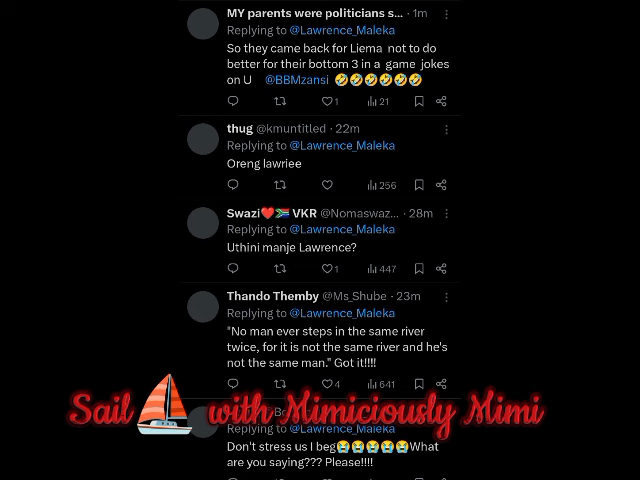 MY parents were politicians s... · 1m
Replying to @Lawrence_Maleka
So they came back for Liema not to do
better for their bottom 3 in a game jokes
on U @BBMzansi 🤣🤣🤣🤣🤣🤣
1 21
thug @kmuntitled · 22m
Replying to @Lawrence_Maleka
Oreng lawriee
256
Swazi❤️🇿🇦 VKR @Nomaswaz... · 28m
Replying to @Lawrence_Maleka
Uthini manje Lawrence?
1 447
Thando Themby @Ms_Shube · 23m
Replying to @Lawrence_Maleka
"No man ever steps in the same river
twice, for it is not the same river and he's
not the same man." Got it!!!!
4 641
Sail ⛵ with Mimiciously Mimi
Replying to @Lawrence_Maleka
Don't stress us I beg😭😭😭😭😭What
are you saying??? Please!!!!